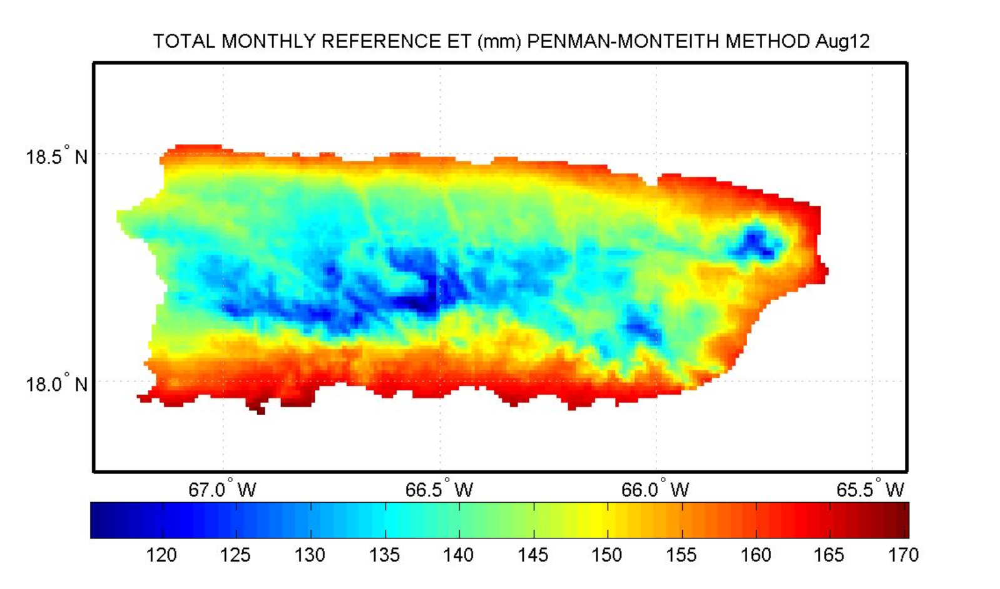 TOTAL MONTHLY REFERENCE ET (mm) PENMAN-MONTEITH METHOD Aug12
18.5° N
18.0° N
67.0° W 66.5° W 66.0° W 65.5° W
120 125 130 135 140 145 150 155 160 165 170